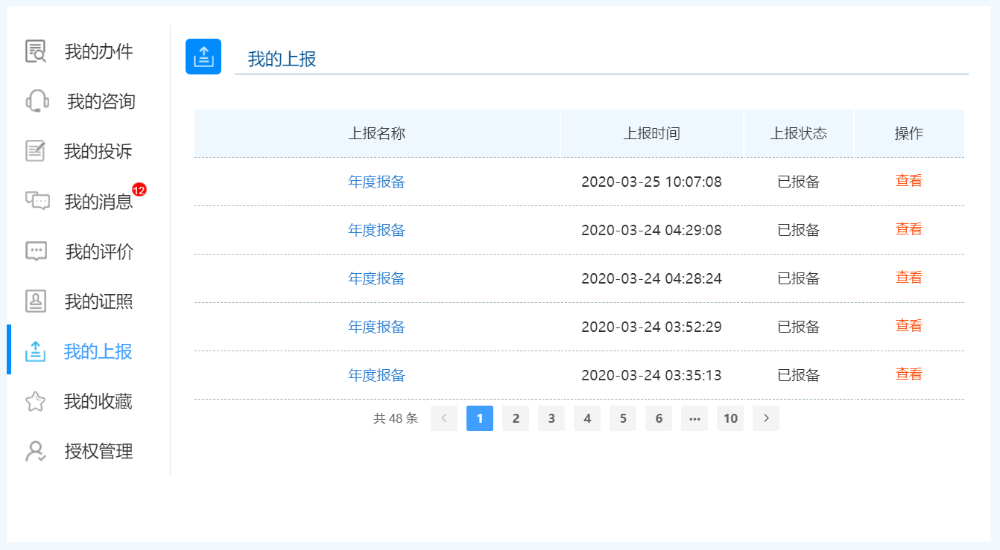 我的办件
我的咨询
我的投诉
我的消息 12
我的评价
我的证照
我的上报
我的收藏
授权管理
我的上报
上报名称 上报时间 上报状态 操作
年度报备 2020-03-25 10:07:08 已报备 查看
年度报备 2020-03-24 04:29:08 已报备 查看
年度报备 2020-03-24 04:28:24 已报备 查看
年度报备 2020-03-24 03:52:29 已报备 查看
年度报备 2020-03-24 03:35:13 已报备 查看
共 48 条 1 2 3 4 5 6 ··· 10